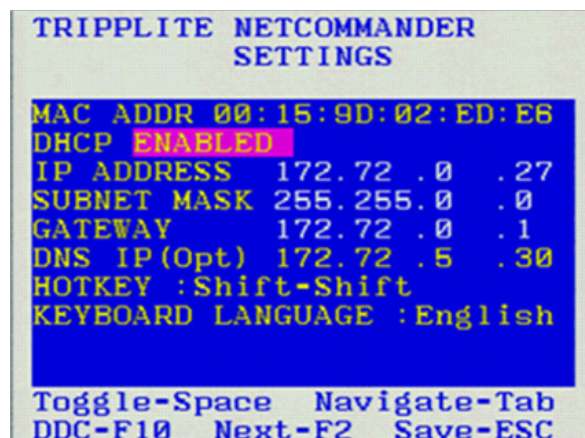 TRIPPLITE NETCOMMANDER
SETTINGS
MAC ADDR 00:15:9D:02:ED:E6
DHCP ENABLED
IP ADDRESS 172.72 .0 .27
SUBNET MASK 255.255.0 .0
GATEWAY 172.72 .0 .1
DNS IP(Opt) 172.72 .5 .30
HOTKEY :Shift-Shift
KEYBOARD LANGUAGE :English
Toggle-Space Navigate-Tab
DDC-F10 Next-F2 Save-ESC